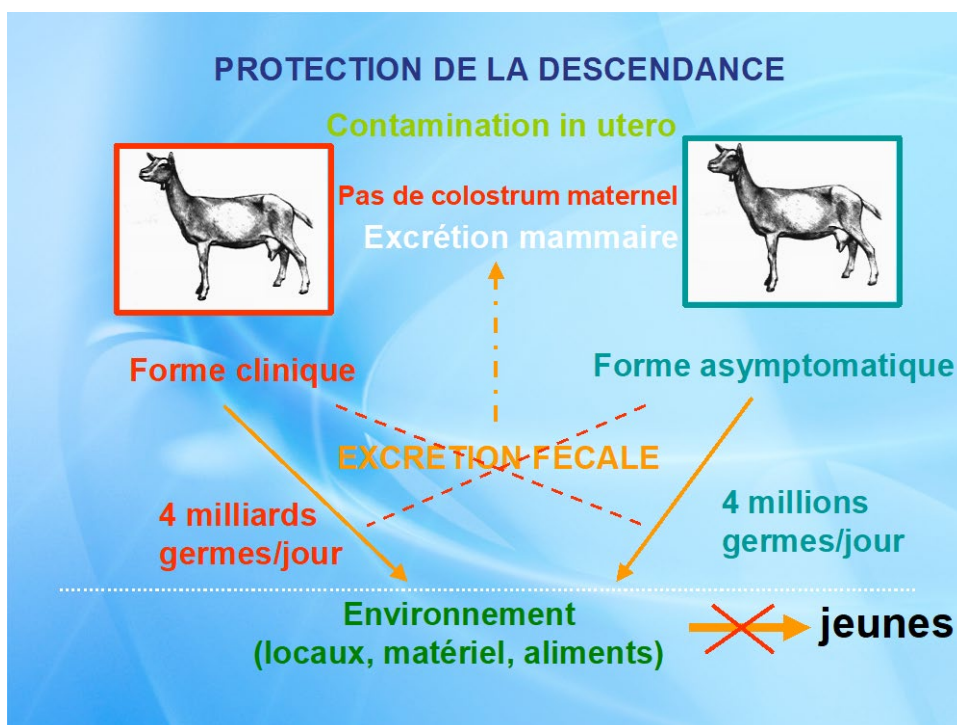 PROTECTION DE LA DESCENDANCE
Contamination in utero
Pas de colostrum maternel
Excrétion mammaire
Forme clinique
Forme asymptomatique
EXCRÉTION FÉCALE
4 milliards
germes/jour
4 millions
germes/jour
Environnement
(locaux, matériel, aliments)
jeunes